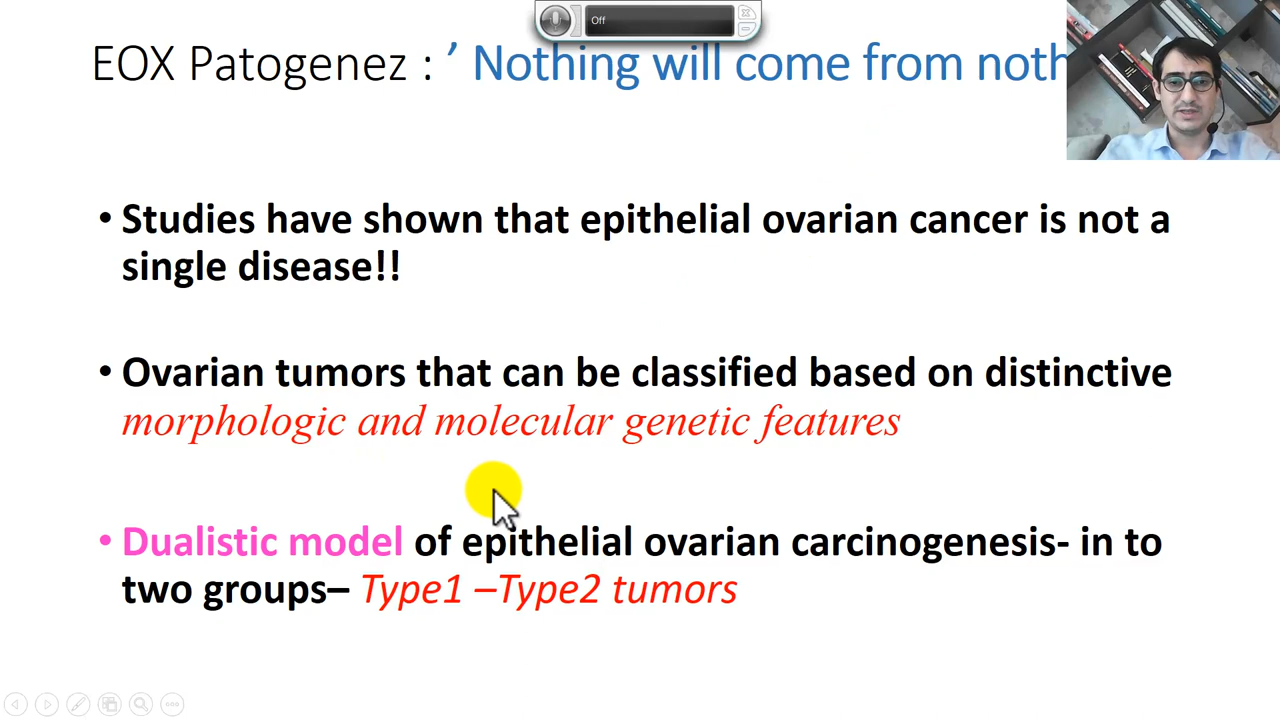 Off
EOX Patogenez : ’ Nothing will come from noth
• Studies have shown that epithelial ovarian cancer is not a
single disease!!
• Ovarian tumors that can be classified based on distinctive
morphologic and molecular genetic features
• Dualistic model of epithelial ovarian carcinogenesis- in to
two groups– Type1 –Type2 tumors